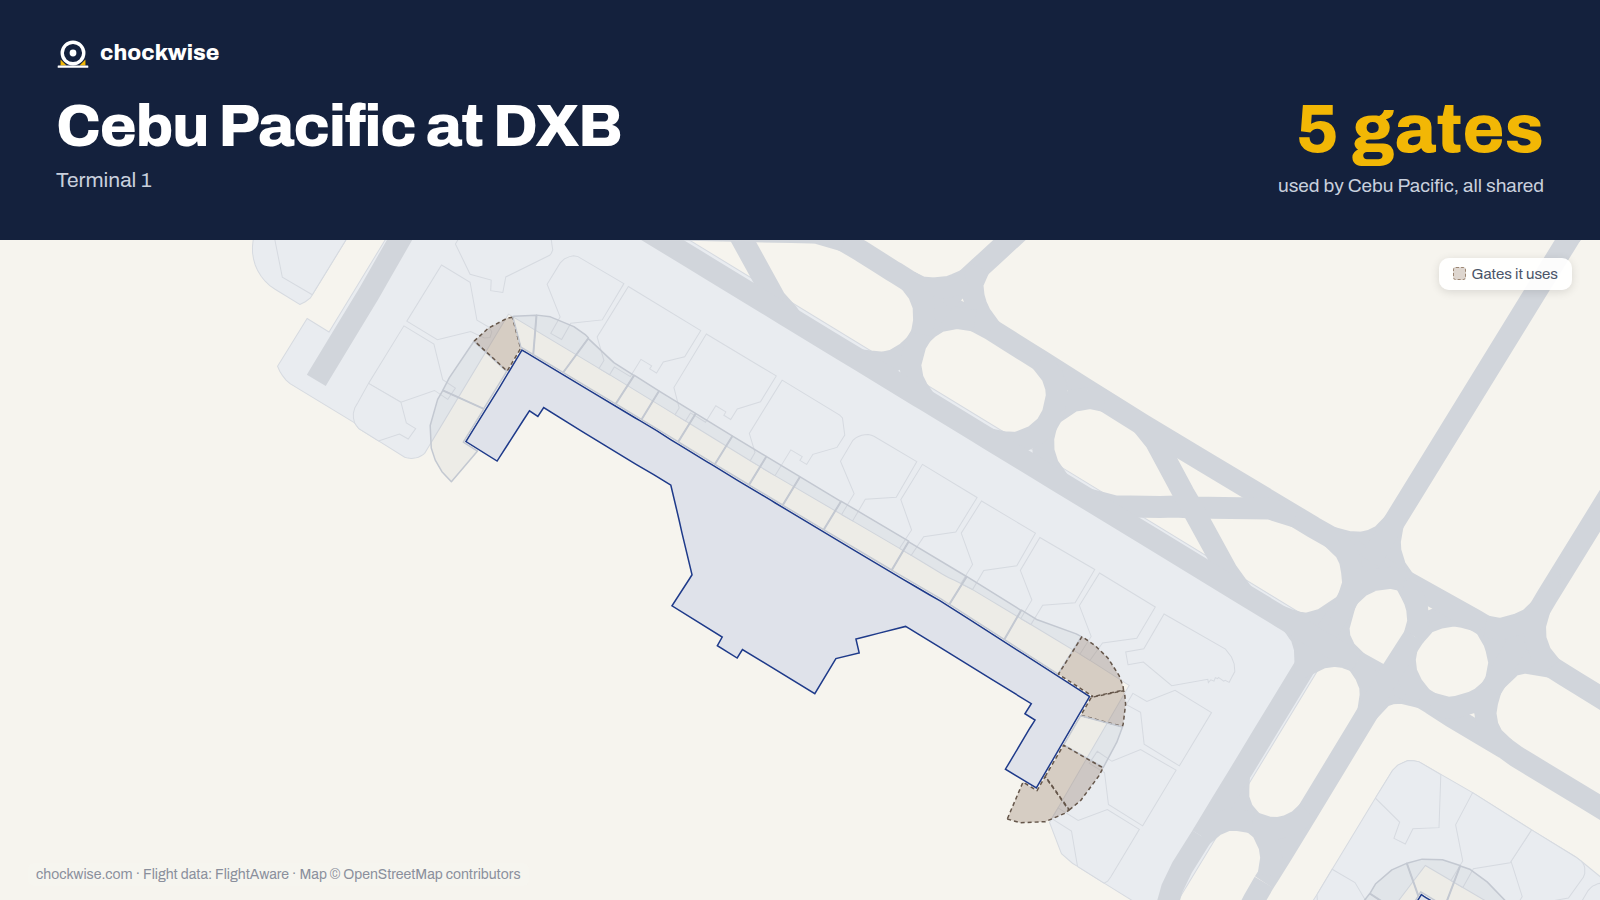 chockwise
Cebu Pacific at DXB
Terminal 1
5 gates
used by Cebu Pacific, all shared
Gates it uses
chockwise.com · Flight data: FlightAware · Map © OpenStreetMap contributors